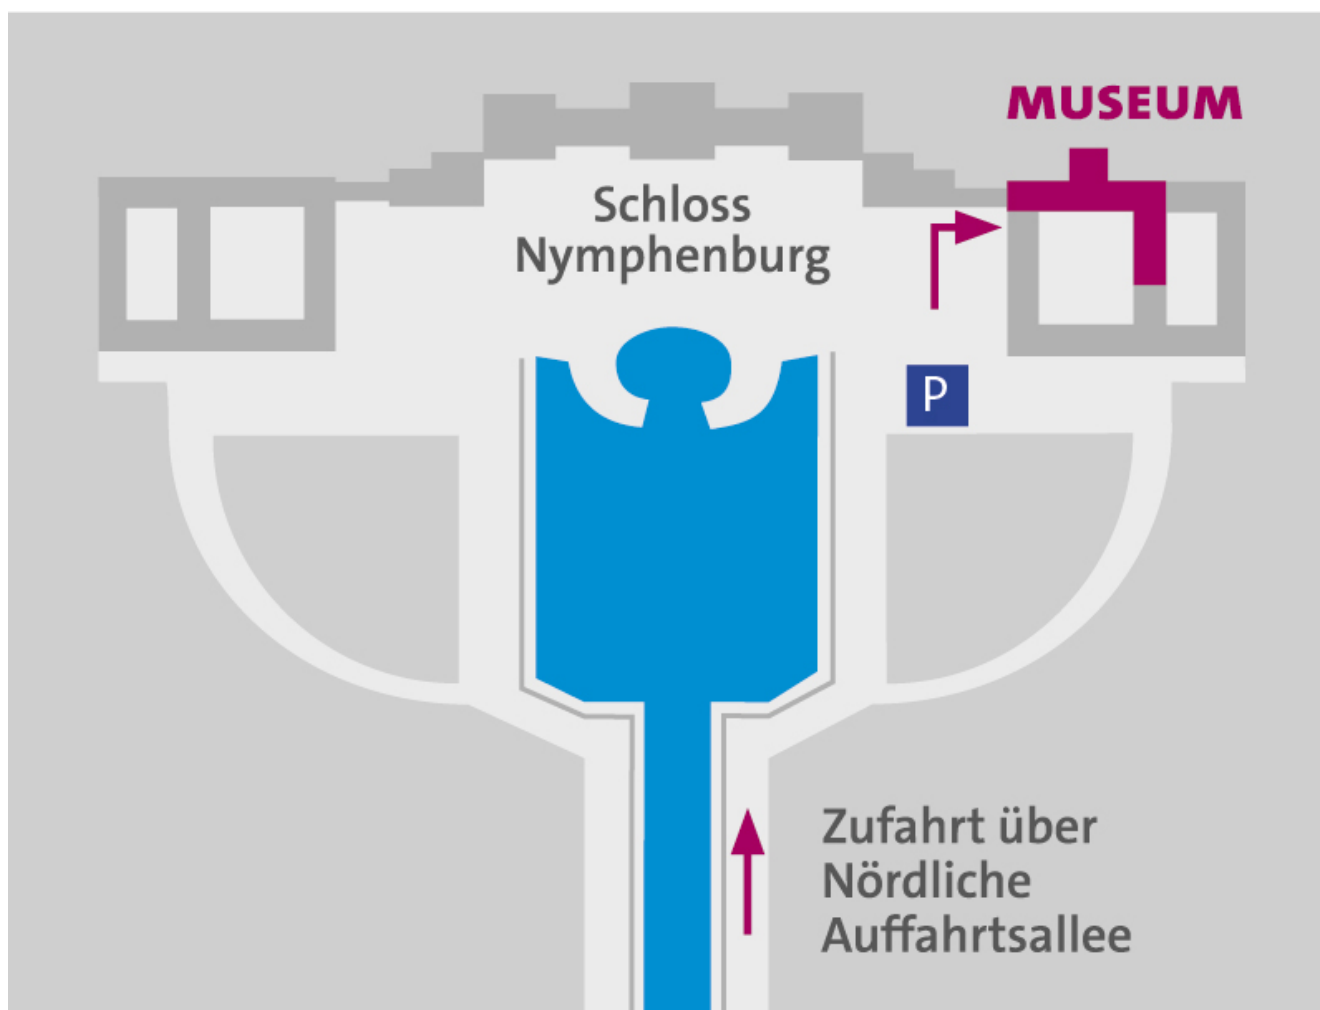 MUSEUM
Schloss
Nymphenburg
P
Zufahrt über
Nördliche
Auffahrtsallee